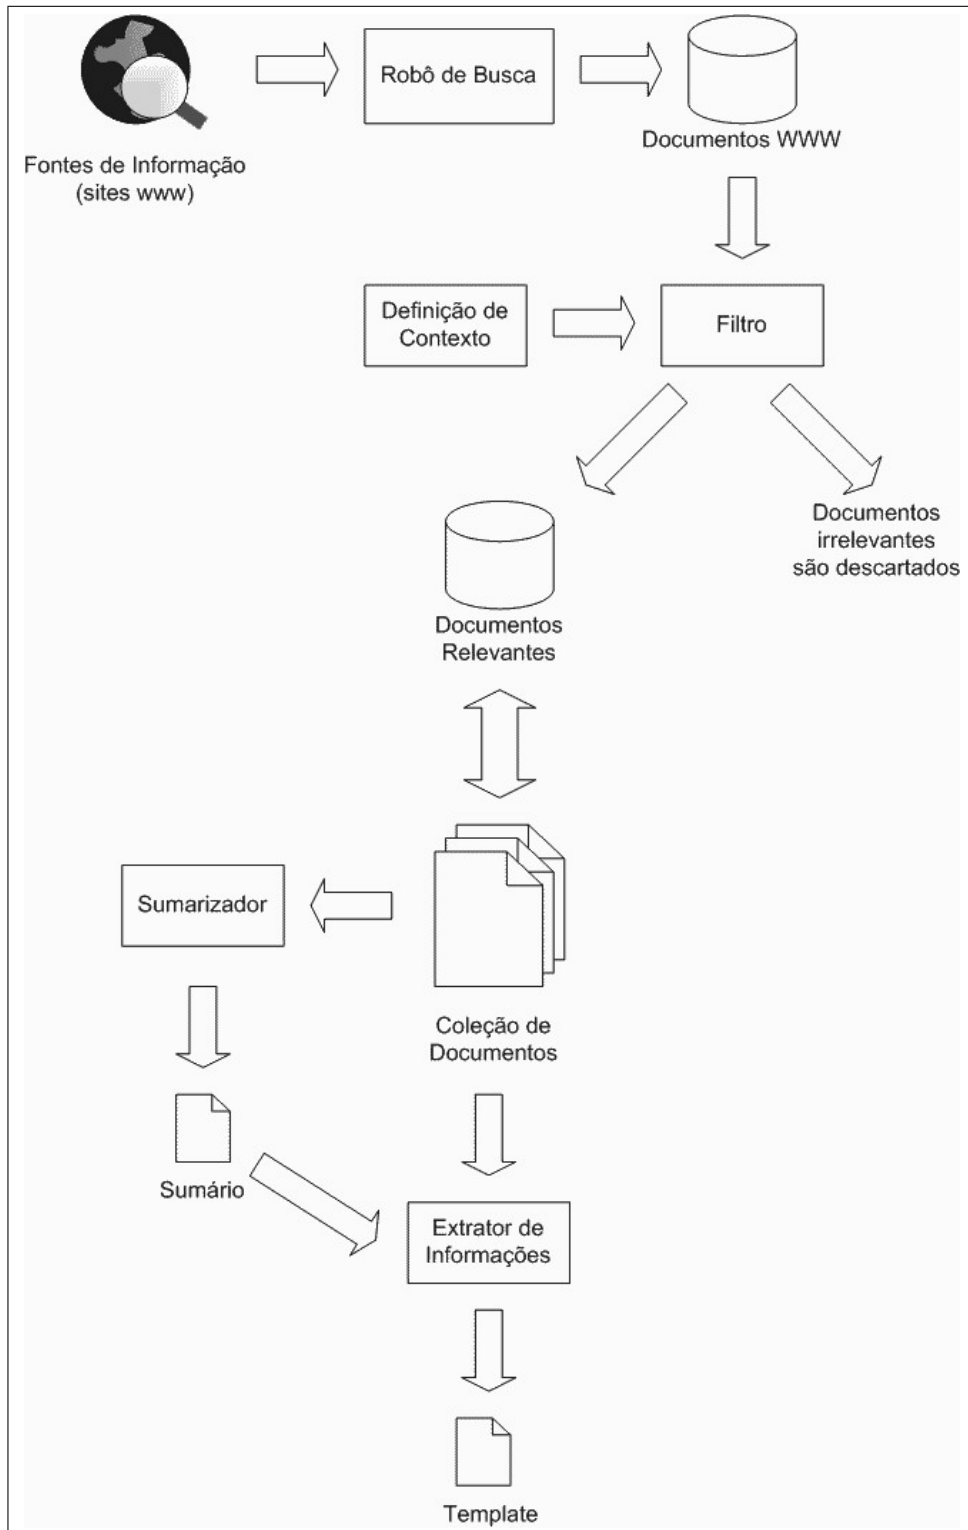 Robô de Busca
Documentos WWW
Fontes de Informação
(sites www)
Definição de
Contexto
Filtro
Documentos
irrelevantes
são descartados
Documentos
Relevantes
Sumarizador
Coleção de
Documentos
Sumário
Extrator de
Informações
Template